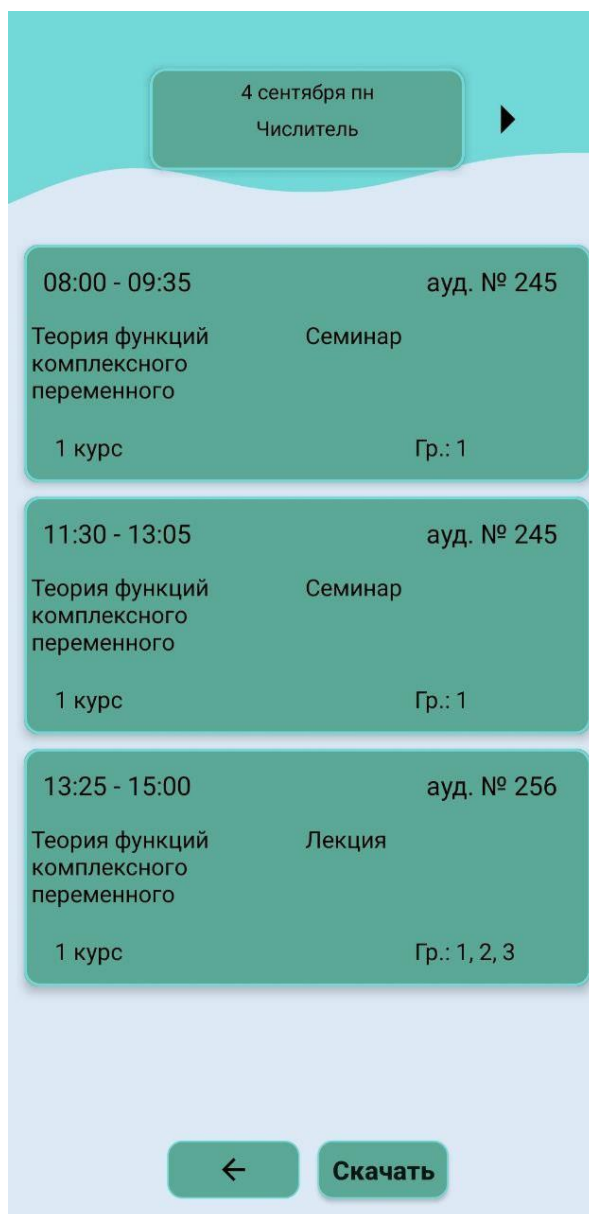 4 сентября пн
Числитель
08:00 - 09:35 ауд. № 245
Теория функций Семинар
комплексного
переменного
1 курс Гр.: 1
11:30 - 13:05 ауд. № 245
Теория функций Семинар
комплексного
переменного
1 курс Гр.: 1
13:25 - 15:00 ауд. № 256
Теория функций Лекция
комплексного
переменного
1 курс Гр.: 1, 2, 3
Скачать